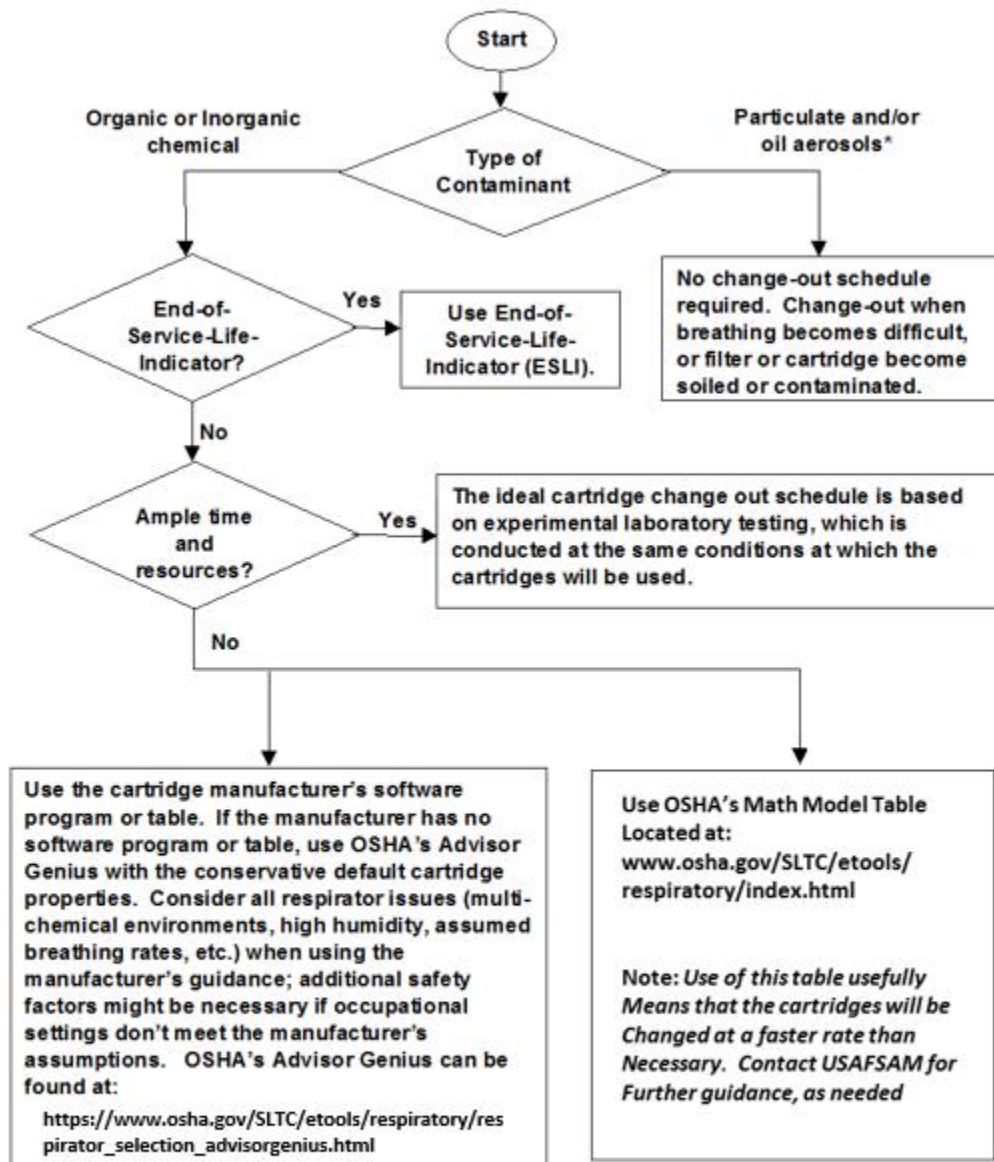 Start
Organic or Inorganic
chemical
Particulate and/or
oil aerosols*
Type of
Contaminant
End-of-
Service-Life-
Indicator?
Yes
Use End-of-
Service-Life-
Indicator (ESLI).
No change-out schedule
required.  Change-out when
breathing becomes difficult,
or filter or cartridge become
soiled or contaminated.
No
Ample time
and
resources?
Yes
The ideal cartridge change out schedule is based
on experimental laboratory testing, which is
conducted at the same conditions at which the
cartridges will be used.
No
Use the cartridge manufacturer's software
program or table.  If the manufacturer has no
software program or table, use OSHA's Advisor
Genius with the conservative default cartridge
properties.  Consider all respirator issues (multi-
chemical environments, high humidity, assumed
breathing rates, etc.) when using the
manufacturer's guidance; additional safety
factors might be necessary if occupational
settings don't meet the manufacturer's
assumptions.   OSHA's Advisor Genius can be
found at:
https://www.osha.gov/SLTC/etools/respiratory/res
pirator_selection_advisorgenius.html
Use OSHA's Math Model Table
Located at:
www.osha.gov/SLTC/etools/
respiratory/index.html
Note: Use of this table usefully
Means that the cartridges will be
Changed at a faster rate than
Necessary.  Contact USAFSAM for
Further guidance, as needed